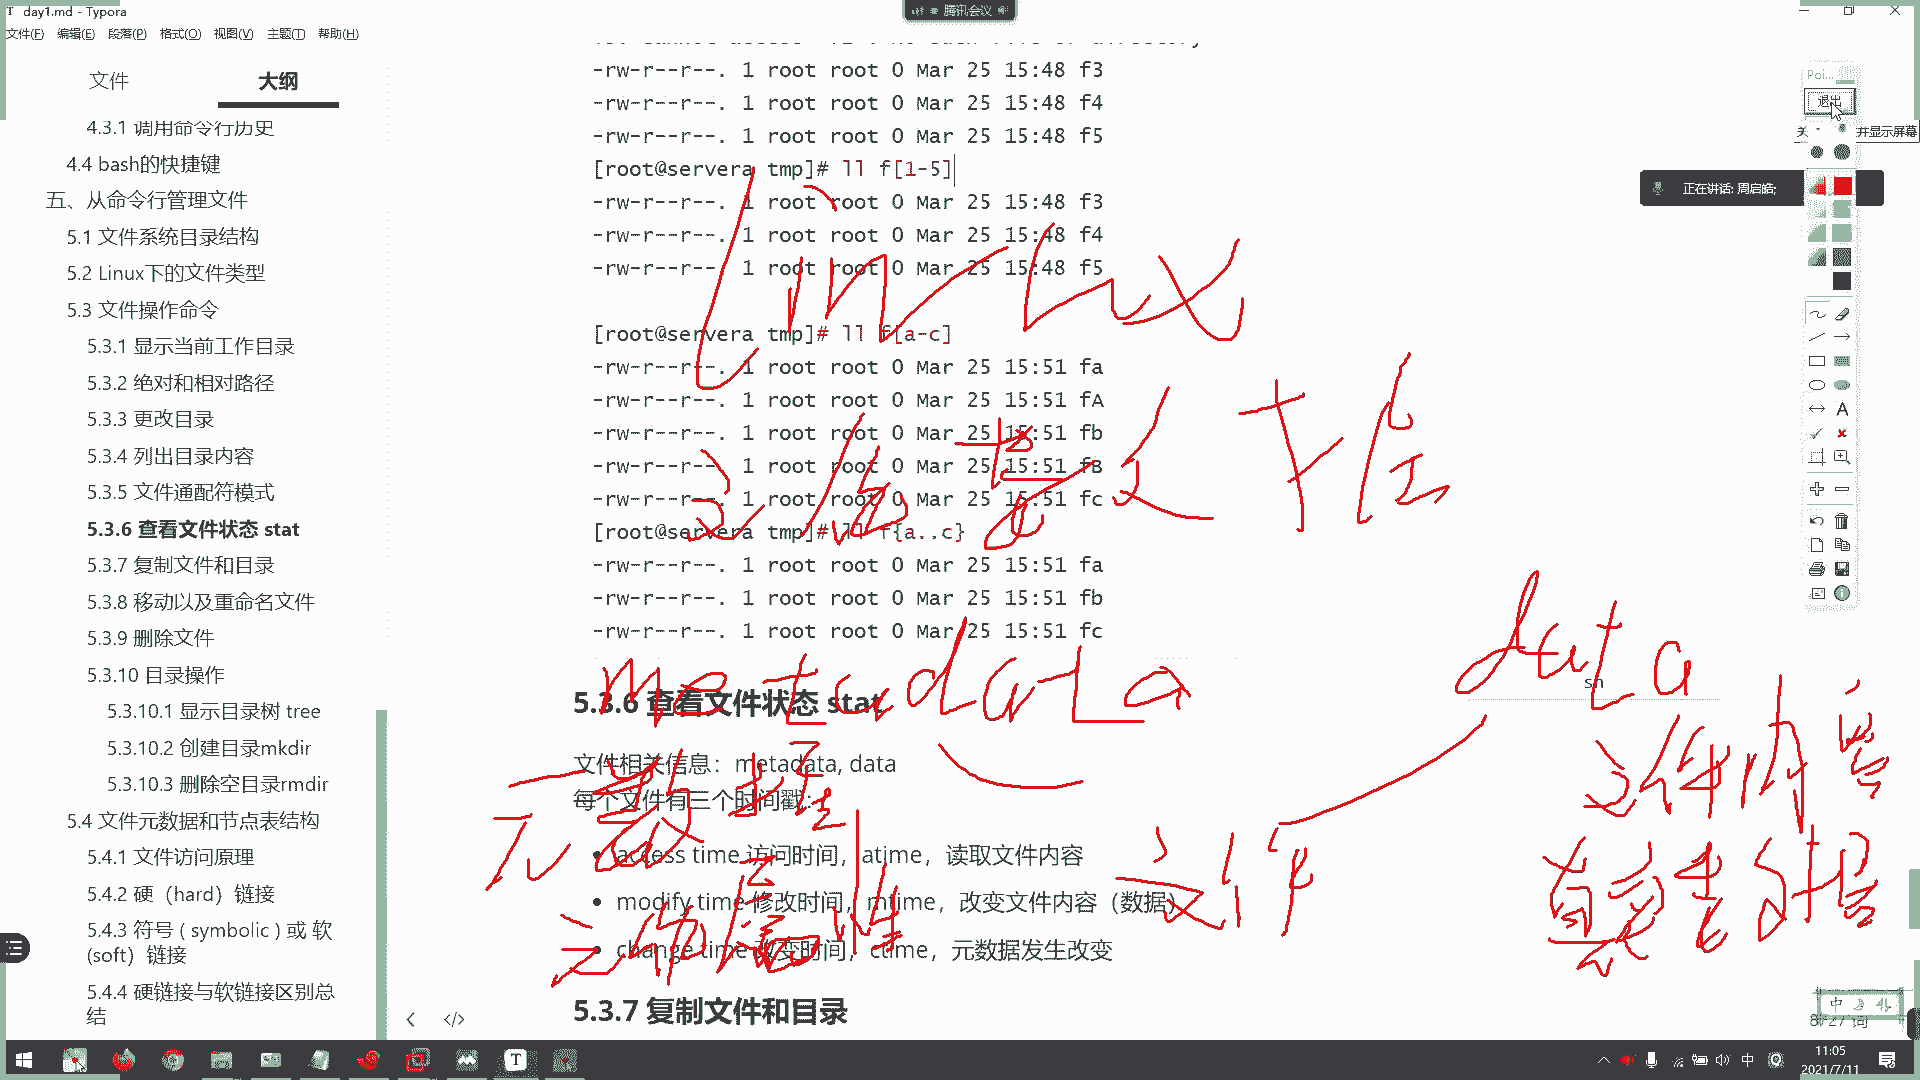 day1.md - Typora
腾讯会议
文件(F) 编辑(E) 段落(P) 格式(O) 视图(V) 主题(T) 帮助(H)
文件 大纲
4.3.1 调用命令行历史
4.4 bash的快捷键
五、从命令行管理文件
5.1 文件系统目录结构
5.2 Linux下的文件类型
5.3 文件操作命令
5.3.1 显示当前工作目录
5.3.2 绝对和相对路径
5.3.3 更改目录
5.3.4 列出目录内容
5.3.5 文件通配符模式
5.3.6 查看文件状态 stat
5.3.7 复制文件和目录
5.3.8 移动以及重命名文件
5.3.9 删除文件
5.3.10 目录操作
5.3.10.1 显示目录树 tree
5.3.10.2 创建目录mkdir
5.3.10.3 删除空目录rmdir
5.4 文件元数据和节点表结构
5.4.1 文件访问原理
5.4.2 硬（hard）链接
5.4.3 符号 ( symbolic ) 或 软
(soft）链接
5.4.4 硬链接与软链接区别总
结
-rw-r--r--. 1 root root 0 Mar 25 15:48 f3
-rw-r--r--. 1 root root 0 Mar 25 15:48 f4
-rw-r--r--. 1 root root 0 Mar 25 15:48 f5
[root@servera tmp]# ll f[1-5]
-rw-r--r--. 1 root root 0 Mar 25 15:48 f3
-rw-r--r--. 1 root root 0 Mar 25 15:48 f4
-rw-r--r--. 1 root root 0 Mar 25 15:48 f5
[root@servera tmp]# ll f[a-c]
-rw-r--r--. 1 root root 0 Mar 25 15:51 fa
-rw-r--r--. 1 root root 0 Mar 25 15:51 fA
-rw-r--r--. 1 root root 0 Mar 25 15:51 fb
-rw-r--r--. 1 root root 0 Mar 25 15:51 fB
-rw-r--r--. 1 root root 0 Mar 25 15:51 fc
[root@servera tmp]# ll f{a..c}
-rw-r--r--. 1 root root 0 Mar 25 15:51 fa
-rw-r--r--. 1 root root 0 Mar 25 15:51 fb
-rw-r--r--. 1 root root 0 Mar 25 15:51 fc
sh
5.3.6 查看文件状态 stat
文件相关信息：metadata, data
每个文件有三个时间戳：
access time 访问时间，atime，读取文件内容
modify time 修改时间，mtime，改变文件内容（数据）
change time 改变时间，ctime，元数据发生改变
5.3.7 复制文件和目录
Linux
metadata
元数据
data
文件内容
真实数据
文件
退出
并显示屏幕
正在讲话: 周启皓;
中
11:05
2021/7/11